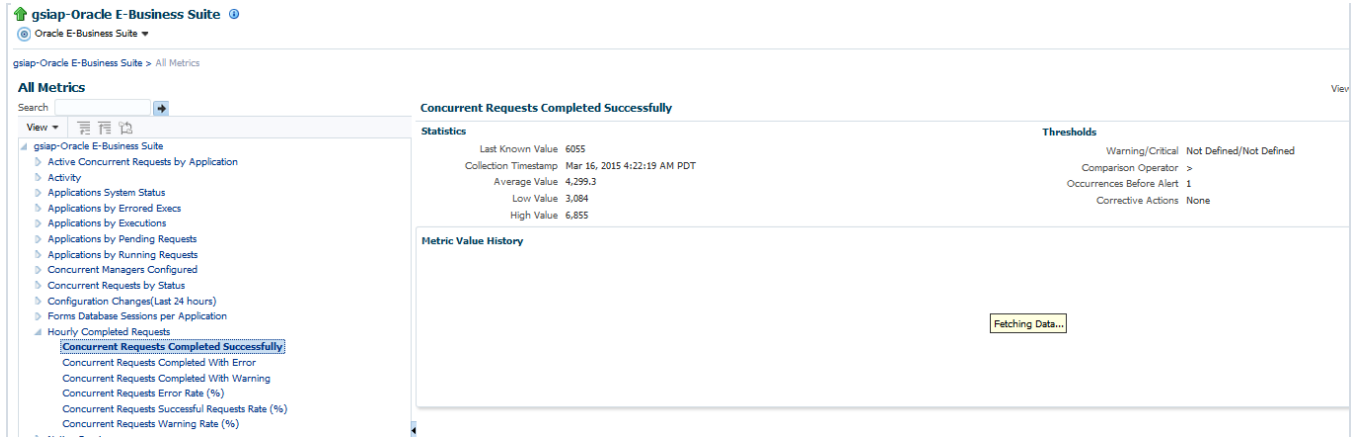 gsiap-Oracle E-Business Suite
Oracle E-Business Suite
gsiap-Oracle E-Business Suite > All Metrics
All Metrics
View
Search
View
gsiap-Oracle E-Business Suite
Active Concurrent Requests by Application
Activity
Applications System Status
Applications by Errored Execs
Applications by Executions
Applications by Pending Requests
Applications by Running Requests
Concurrent Managers Configured
Concurrent Requests by Status
Configuration Changes(Last 24 hours)
Forms Database Sessions per Application
Hourly Completed Requests
Concurrent Requests Completed Successfully
Concurrent Requests Completed With Error
Concurrent Requests Completed With Warning
Concurrent Requests Error Rate (%)
Concurrent Requests Successful Requests Rate (%)
Concurrent Requests Warning Rate (%)
Concurrent Requests Completed Successfully
Statistics
Last Known Value 6055
Collection Timestamp Mar 16, 2015 4:22:19 AM PDT
Average Value 4,299.3
Low Value 3,084
High Value 6,855
Thresholds
Warning/Critical Not Defined/Not Defined
Comparison Operator >
Occurrences Before Alert 1
Corrective Actions None
Metric Value History
Fetching Data...